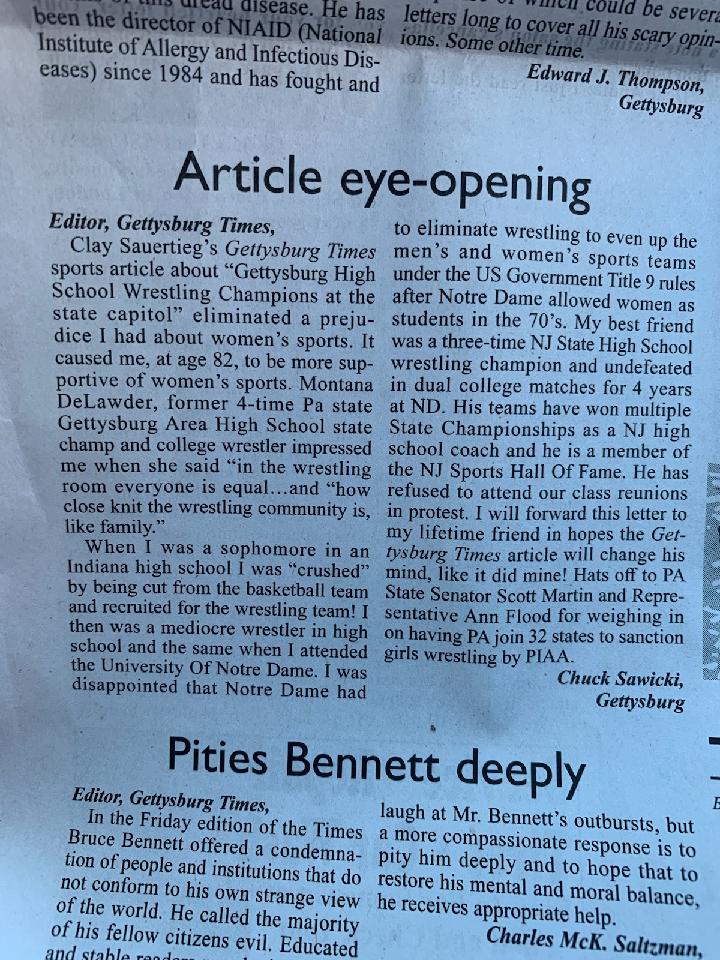 dread disease. He has
been the director of NIAID (National
Institute of Allergy and Infectious Dis-
eases) since 1984 and has fought and
which could be severa
letters long to cover all his scary opin-
ions. Some other time.
Edward J. Thompson,
Gettysburg
Article eye-opening
Editor, Gettysburg Times,
Clay Sauertieg's Gettysburg Times
sports article about “Gettysburg High
School Wrestling Champions at the
state capitol” eliminated a preju-
dice I had about women's sports. It
caused me, at age 82, to be more sup-
portive of women's sports. Montana
DeLawder, former 4-time Pa state
Gettysburg Area High School state
champ and college wrestler impressed
me when she said “in the wrestling
room everyone is equal...and “how
close knit the wrestling community is,
like family.”
When I was a sophomore in an
Indiana high school I was “crushed”
by being cut from the basketball team
and recruited for the wrestling team! I
then was a mediocre wrestler in high
school and the same when I attended
the University Of Notre Dame. I was
disappointed that Notre Dame had
to eliminate wrestling to even up the
men's and women's sports teams
under the US Government Title 9 rules
after Notre Dame allowed women as
students in the 70's. My best friend
was a three-time NJ State High School
wrestling champion and undefeated
in dual college matches for 4 years
at ND. His teams have won multiple
State Championships as a NJ high
school coach and he is a member of
the NJ Sports Hall Of Fame. He has
refused to attend our class reunions
in protest. I will forward this letter to
my lifetime friend in hopes the Get-
tysburg Times article will change his
mind, like it did mine! Hats off to PA
State Senator Scott Martin and Repre-
sentative Ann Flood for weighing in
on having PA join 32 states to sanction
girls wrestling by PIAA.
Chuck Sawicki,
Gettysburg
Pities Bennett deeply
Editor, Gettysburg Times,
In the Friday edition of the Times
Bruce Bennett offered a condemna-
tion of people and institutions that do
not conform to his own strange view
of the world. He called the majority
of his fellow citizens evil. Educated
and stable
laugh at Mr. Bennett's outbursts, but
a more compassionate response is to
pity him deeply and to hope that to
restore his mental and moral balance,
he receives appropriate help.
Charles McK. Saltzman,